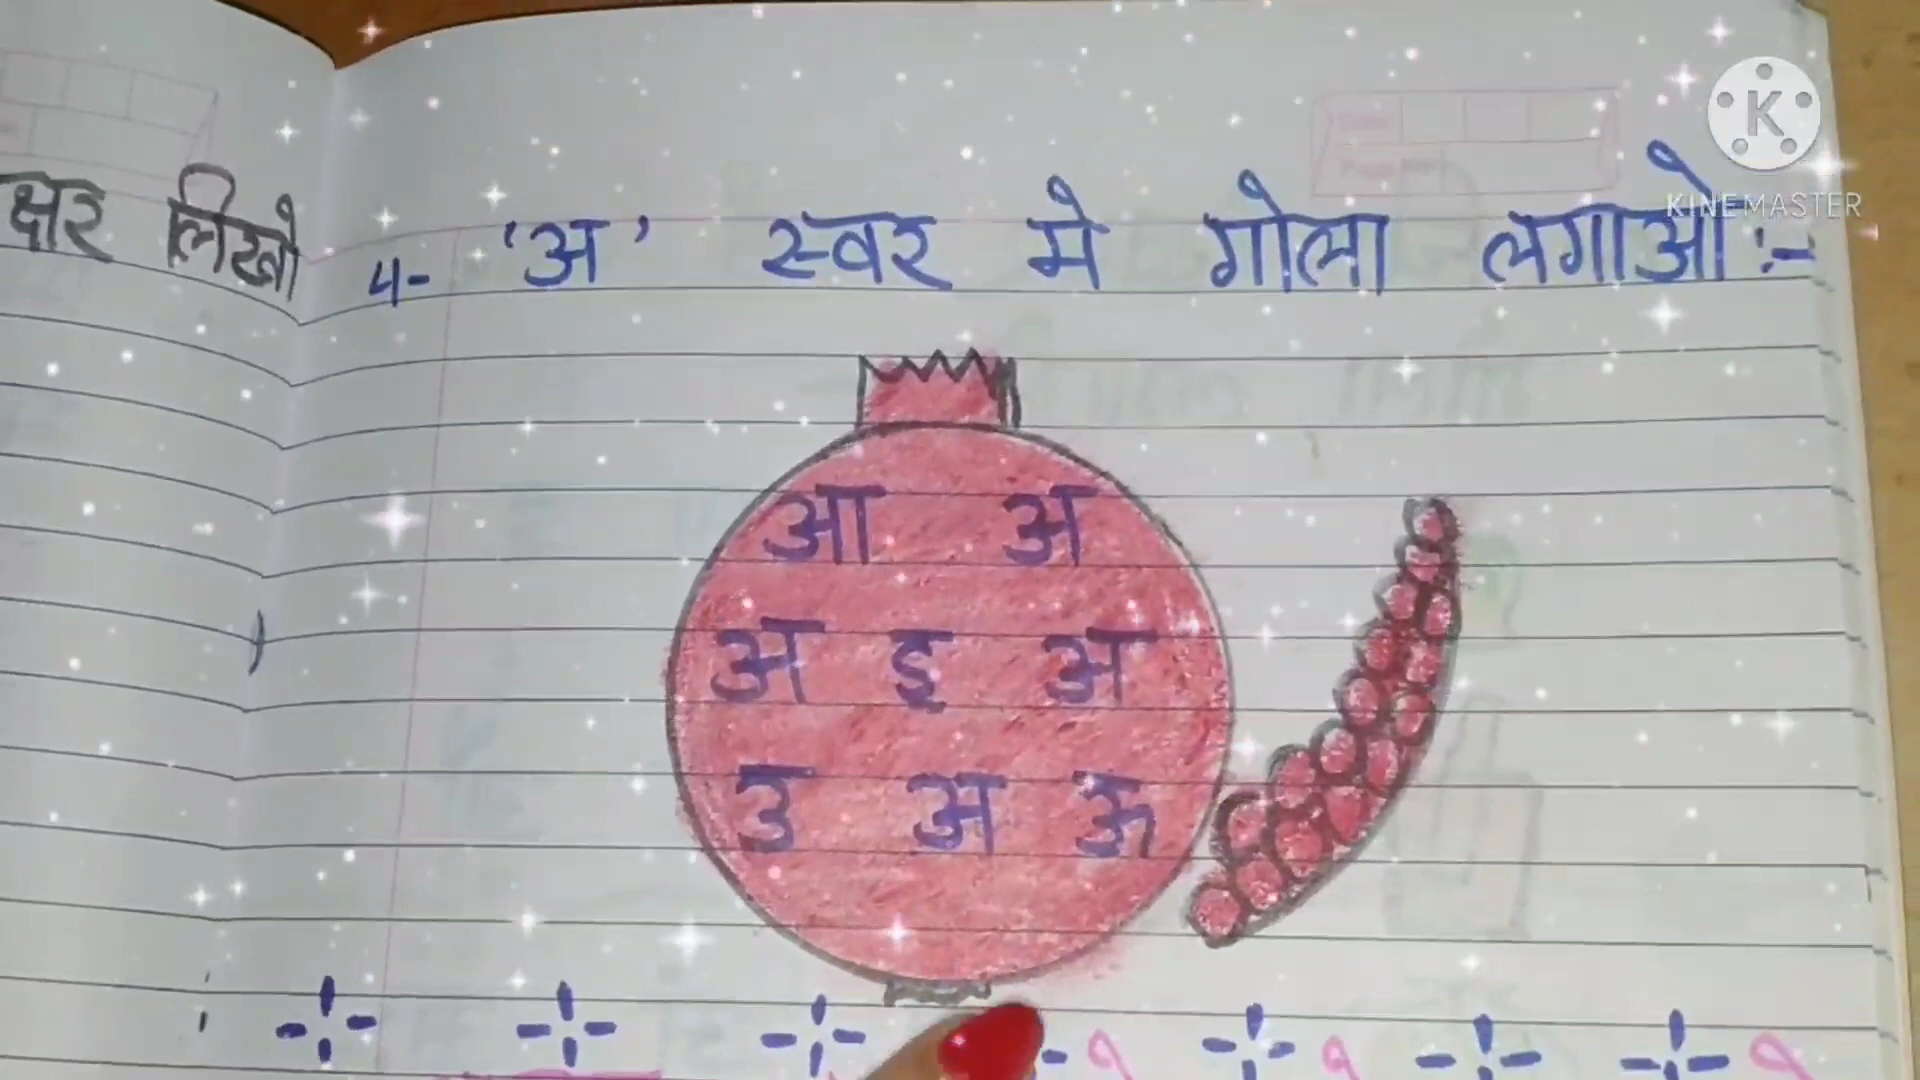 क्षर लिखो
4- 'अ' स्वर मे गोला लगाओ :-
आ अ
अ इ अ
उ अ ऊ
KINEMASTER